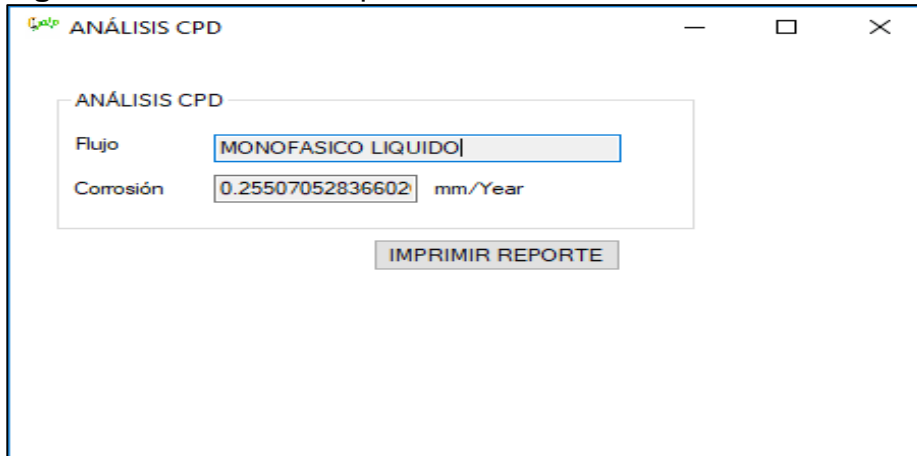 ANÁLISIS CPD
ANÁLISIS CPD
Flujo MONOFASICO LIQUIDO
Corrosión 0.25507052836602 mm/Year
IMPRIMIR REPORTE